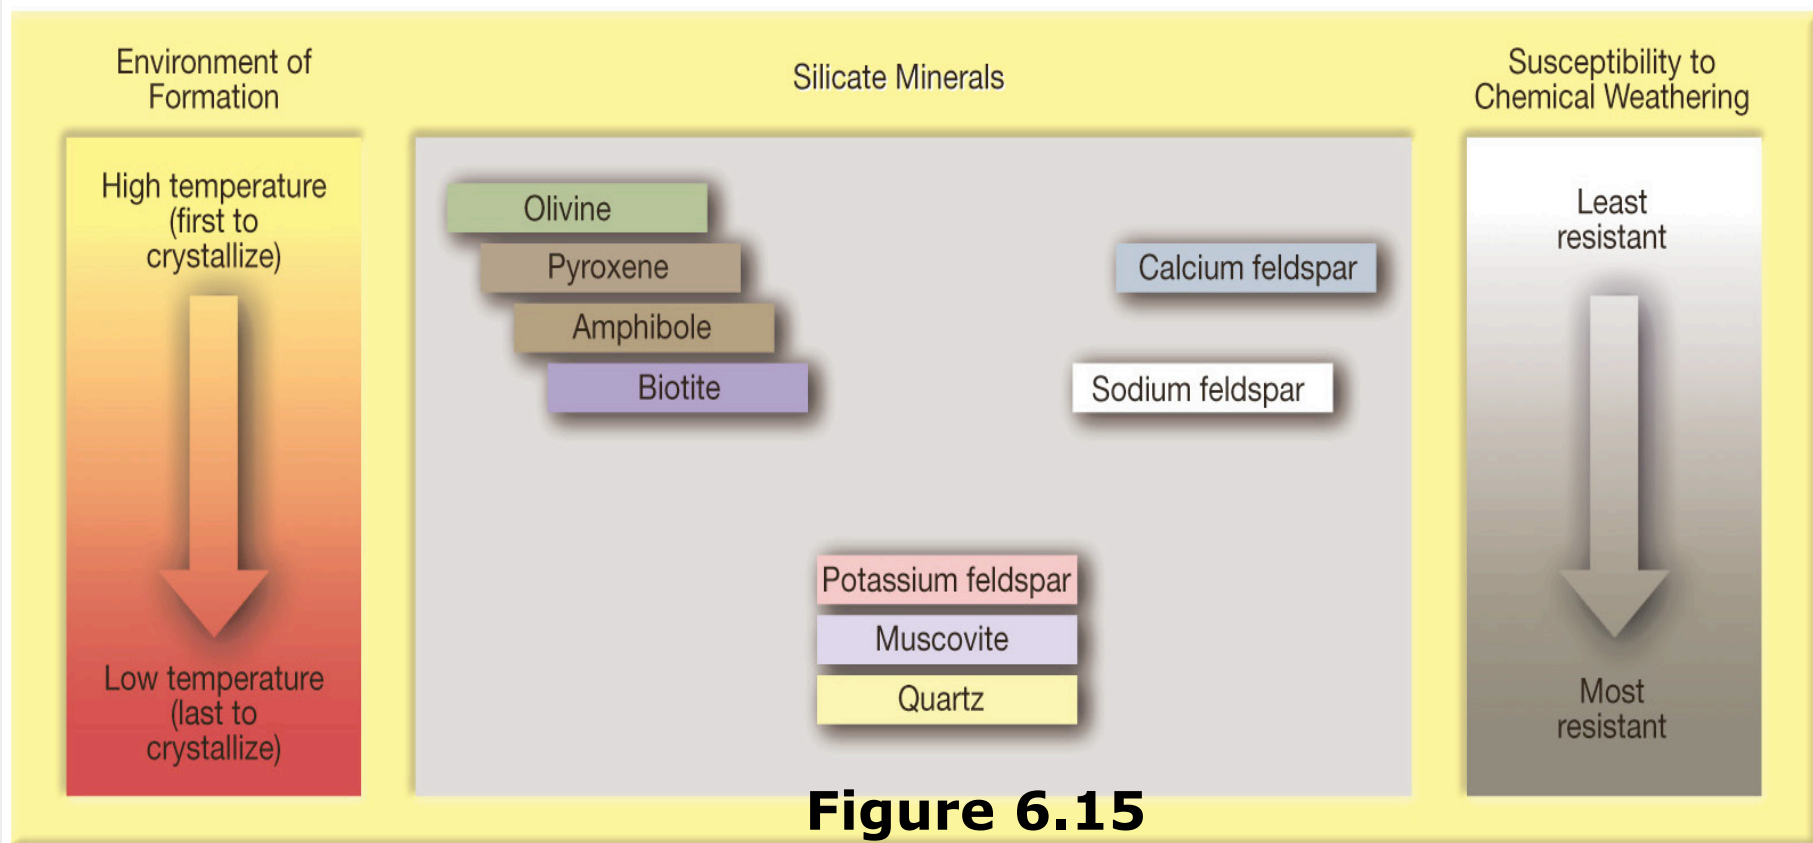 Environment of
Formation
Silicate Minerals
Susceptibility to
Chemical Weathering
High temperature
(first to
crystallize)
Low temperature
(last to
crystallize)
Olivine
Pyroxene
Amphibole
Biotite
Calcium feldspar
Sodium feldspar
Potassium feldspar
Muscovite
Quartz
Least
resistant
Most
resistant
Figure 6.15